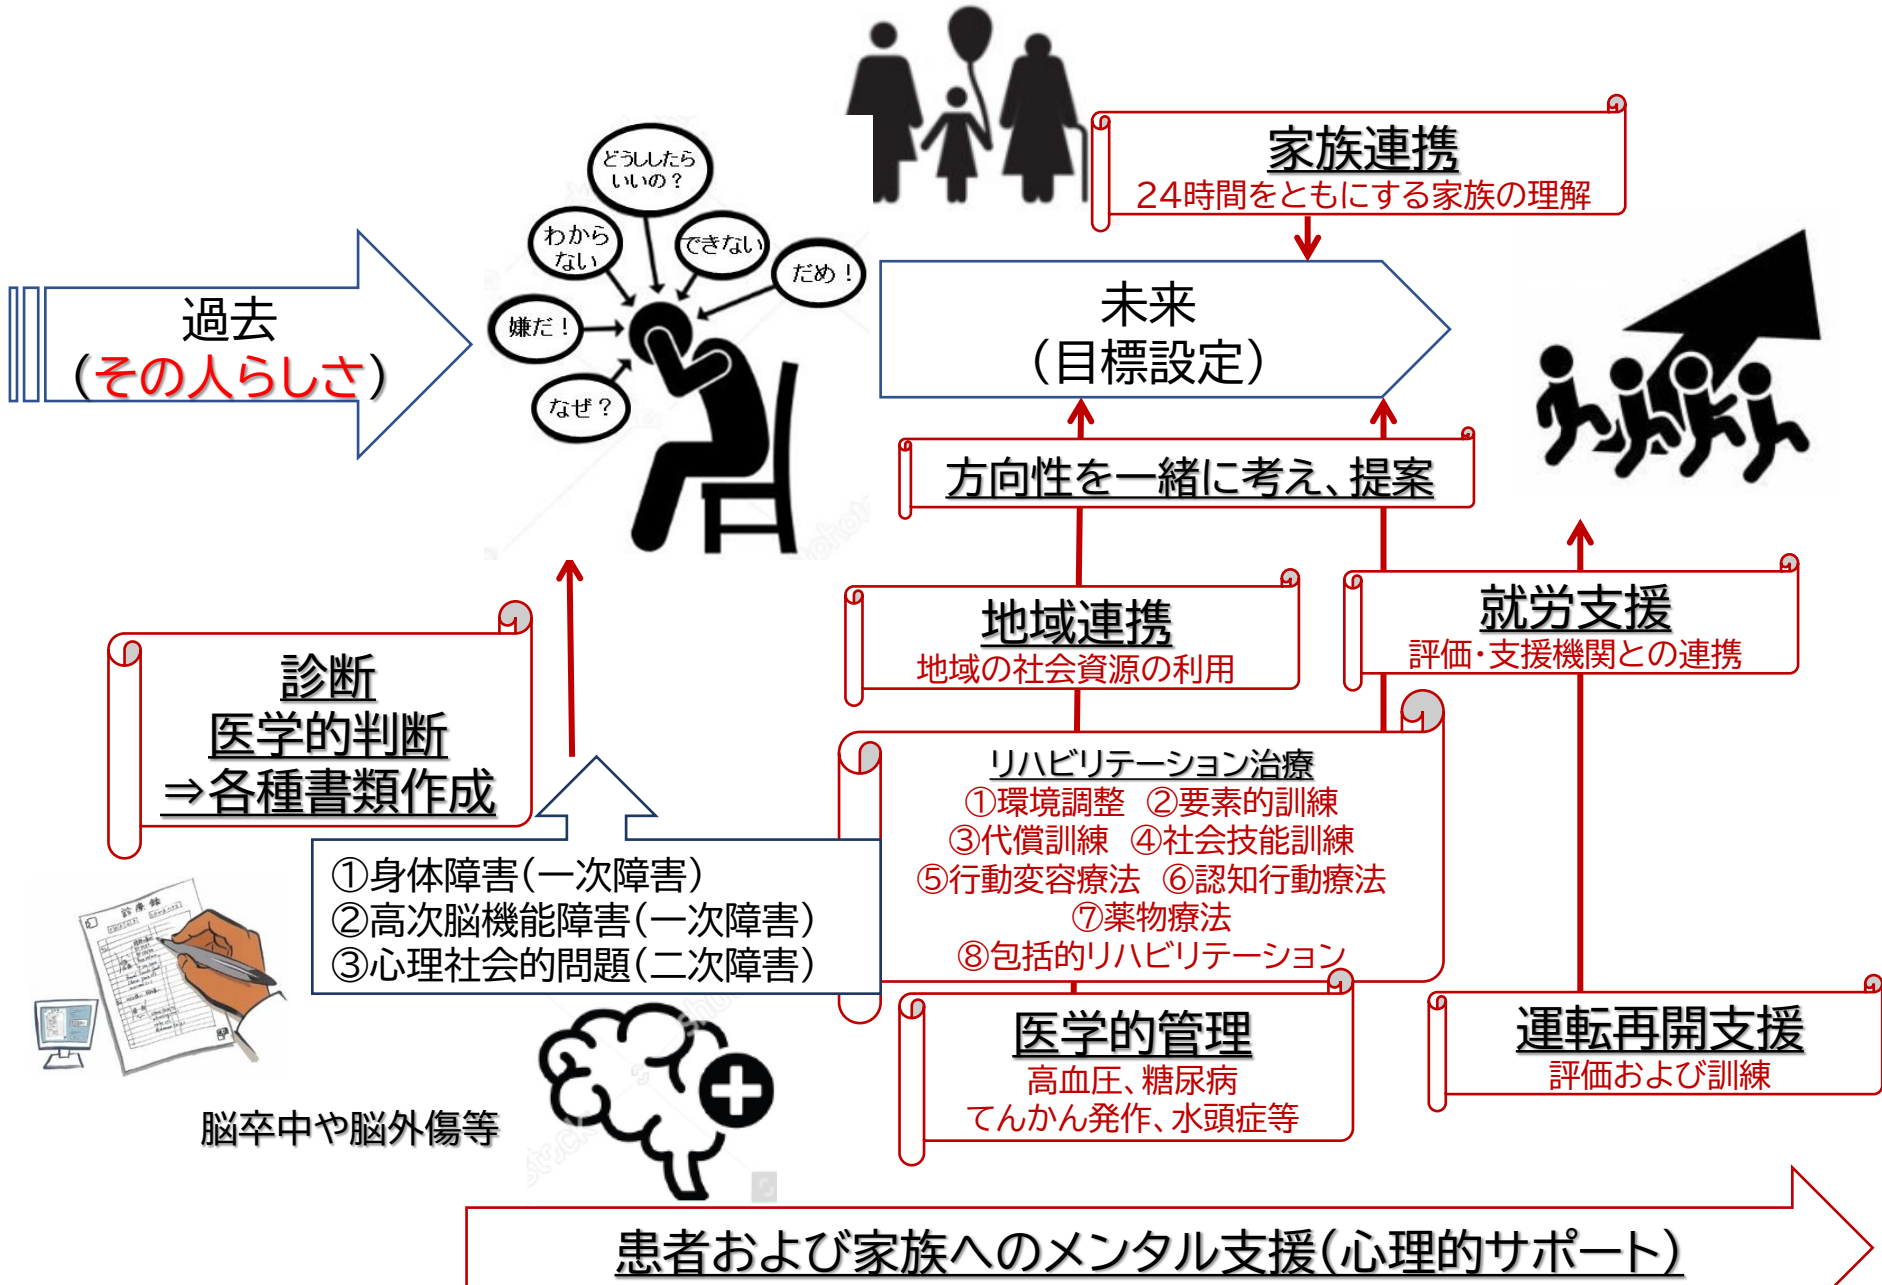 家族連携
24時間をともにする家族の理解
どうししたら
いいの？
わから
ない
できない
だめ！
嫌だ！
なぜ？
過去
（その人らしさ）
未来
（目標設定）
方向性を一緒に考え、提案
地域連携
地域の社会資源の利用
就労支援
評価・支援機関との連携
診断
医学的判断
⇒各種書類作成
リハビリテーション治療
①環境調整　②要素的訓練
③代償訓練　④社会技能訓練
⑤行動変容療法　⑥認知行動療法
⑦薬物療法
⑧包括的リハビリテーション
①身体障害（一次障害）
②高次脳機能障害（一次障害）
③心理社会的問題（二次障害）
診療録
医学的管理
高血圧、糖尿病
てんかん発作、水頭症等
運転再開支援
評価および訓練
脳卒中や脳外傷等
患者および家族へのメンタル支援（心理的サポート）